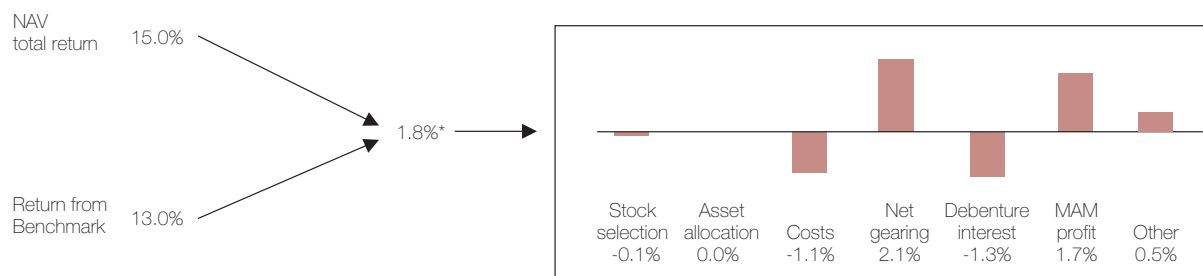 NAV
total return
15.0%
1.8%*
Return from
Benchmark
13.0%
Stock
selection
-0.1%
Asset
allocation
0.0%
Costs
-1.1%
Net
gearing
2.1%
Debenture
interest
-1.3%
MAM
profit
1.7%
Other
0.5%